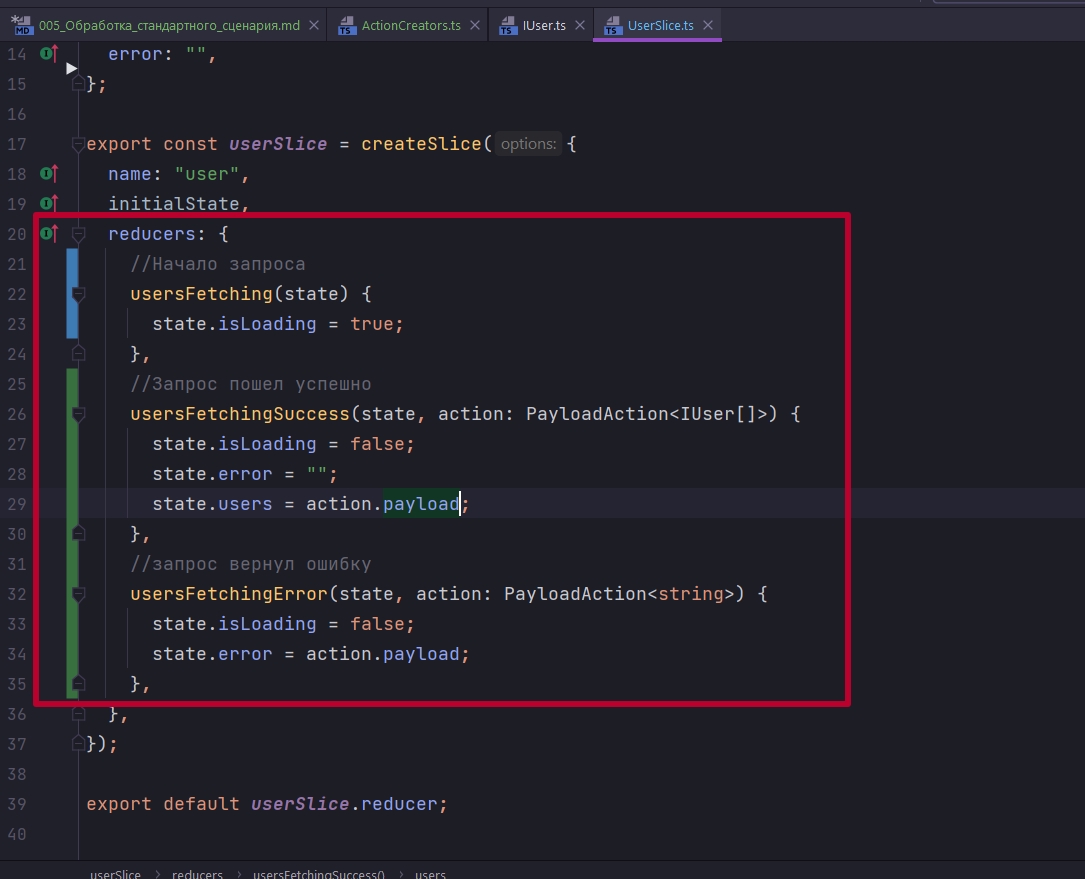 005_Обработка_стандартного_сценария.md ActionCreators.ts IUser.ts UserSlice.ts
14 error: "",
15 };
16
17 export const userSlice = createSlice( options: {
18 name: "user",
19 initialState,
20 reducers: {
21 //Начало запроса
22 usersFetching(state) {
23 state.isLoading = true;
24 },
25 //Запрос пошел успешно
26 usersFetchingSuccess(state, action: PayloadAction<IUser[]>) {
27 state.isLoading = false;
28 state.error = "";
29 state.users = action.payload;
30 },
31 //запрос вернул ошибку
32 usersFetchingError(state, action: PayloadAction<string>) {
33 state.isLoading = false;
34 state.error = action.payload;
35 },
36 },
37 });
38
39 export default userSlice.reducer;
40
userSlice > reducers > usersFetchingSuccess() > users